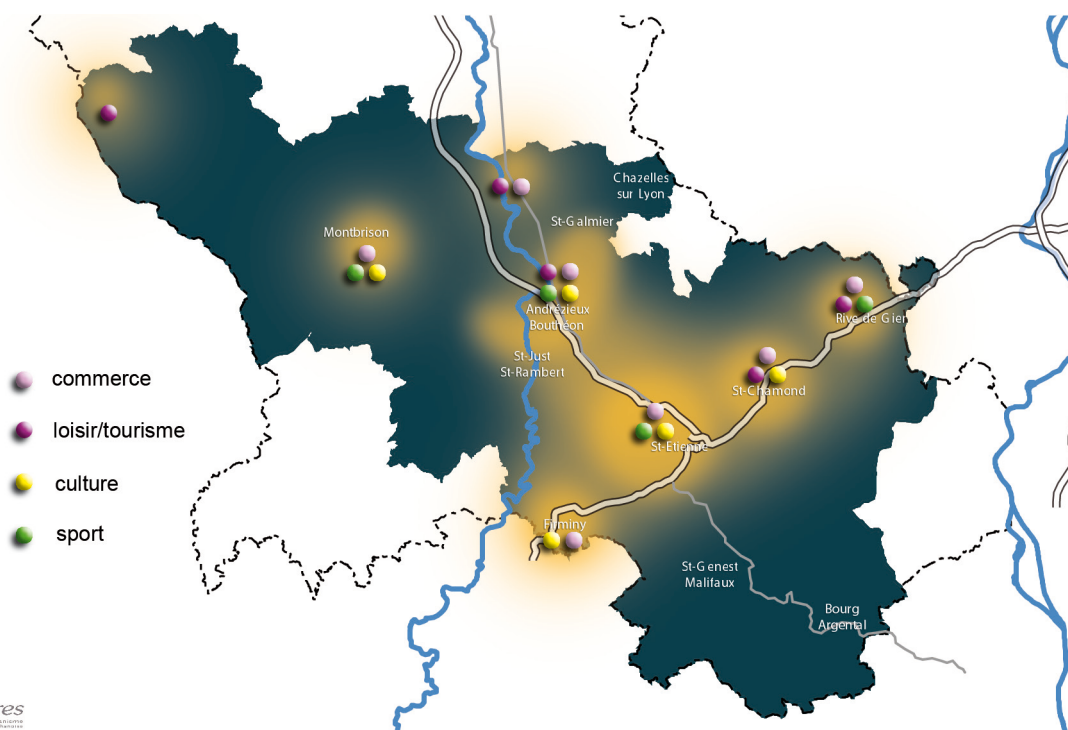 Chazelles
sur Lyon
St-Galmier
Montbrison
Andrézieux
Bouthéon
Rive de Gier
St-Just
St-Rambert
commerce
St-Chamond
loisir/tourisme
St-Etienne
culture
sport
Firminy
St-Genest
Malifaux
Bourg
Argental